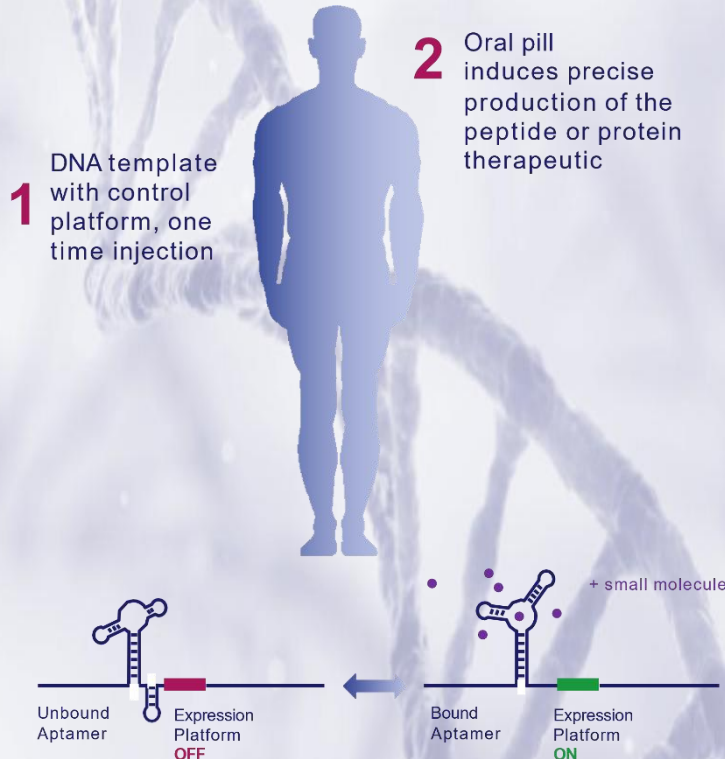 1
DNA template
with control
platform, one
time injection
2
Oral pill
induces precise
production of the
peptide or protein
therapeutic
Unbound
Aptamer
Expression
Platform
OFF
+ small molecule
Bound
Aptamer
Expression
Platform
ON